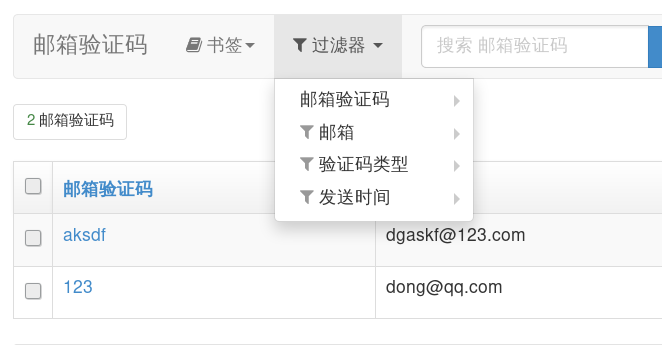 邮箱验证码 书签 过滤器 搜索 邮箱验证码
邮箱验证码
邮箱
验证码类型
发送时间
2 邮箱验证码
邮箱验证码
aksdf dgaskf@123.com
123 dong@qq.com